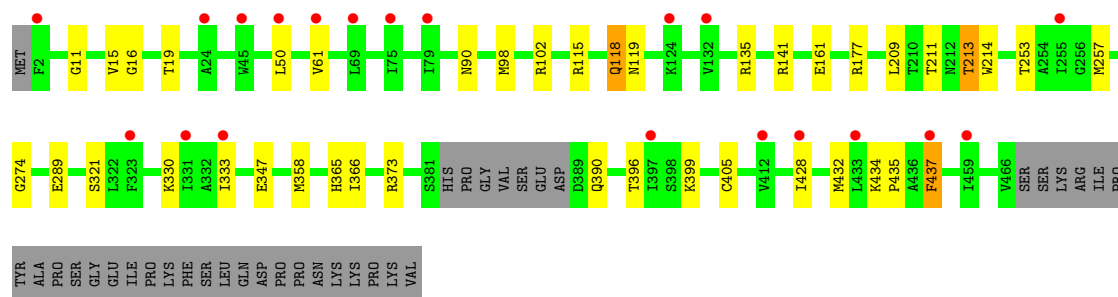 MET F2 G11 V15 G16 T19 A24 W45 L50 V61 L69 I75 I79 N90 M98 R102 R115 Q118 N119 K124 V132 R135 R141 E161 R177 L209 T210 T211 N212 T213 W214 T253 A254 I255 G256 M257
G274 E289 S321 L322 F323 K330 I331 A332 I333 E347 M358 H365 I366 R373 S381 HIS PRO GLY VAL SER GLU ASP D389 Q390 T396 I397 S398 K399 C405 V412 I428 M432 L433 K434 P435 A436 F437 I459 V466 SER SER LYS ARG ILE PRO
TYR ALA PRO SER GLY GLU ILE PRO LYS PHE SER LEU GLN ASP PRO PRO ASN LYS LYS PRO LYS VAL